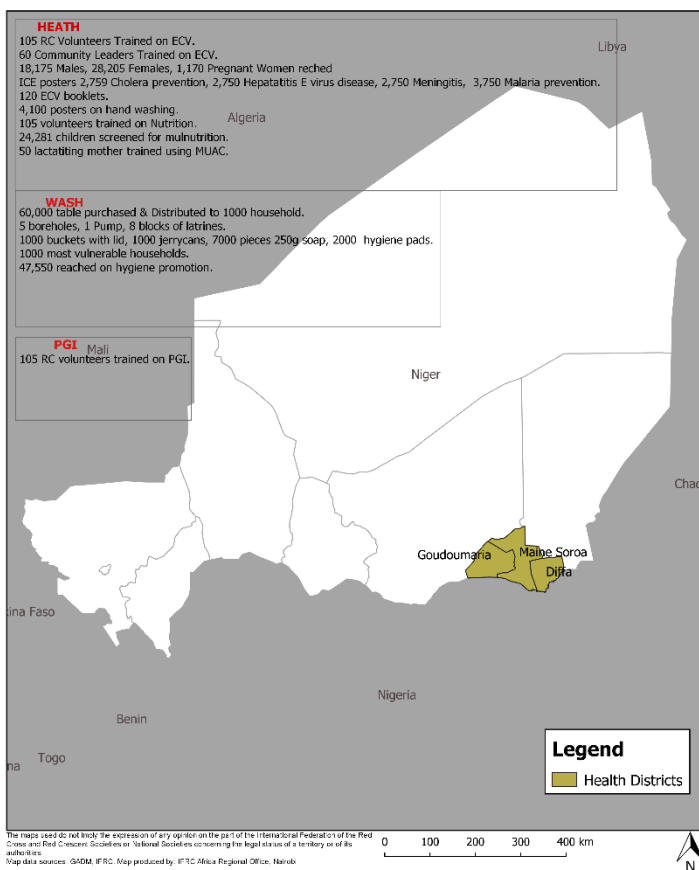 HEATH
105 RC Volunteers Trained on ECV.
60 Community Leaders Trained on ECV.
18,175 Males, 28,205 Females, 1,170 Pregnant Women reched
ICE posters 2,759 Cholera prevention, 2,750 Hepatatitis E virus disease, 2,750 Meningitis, 3,750 Malaria prevention.
120 ECV booklets.
4,100 posters on hand washing.
105 volunteers trained on Nutrition.
24,281 children screened for mulnutrition.
50 lactatiting mother trained using MUAC.
Libya
Algeria
WASH
60,000 table purchased & Distributed to 1000 household.
5 boreholes, 1 Pump, 8 blocks of latrines.
1000 buckets with lid, 1000 jerrycans, 7000 pieces 250g soap, 2000 hygiene pads.
1000 most vulnerable households.
47,550 reached on hygiene promotion.
PGI
Mali
105 RC volunteers trained on PGI.
Niger
Chad
Goudoumaria
Maine Soroa
Diffa
kina Faso
Nigeria
Benin
Togo
na
Legend
Health Districts
The maps used do not imply the expression of any opinion on the part of the International Federation of the Red
Cross and Red Crescent Societies or National Societies concerning the legal status of a territory or of its
authorities.
Map data sources: GADM, IFRC. Map produced by: IFRC Africa Regional Office, Nairobi
0 100 200 300 400 km
N